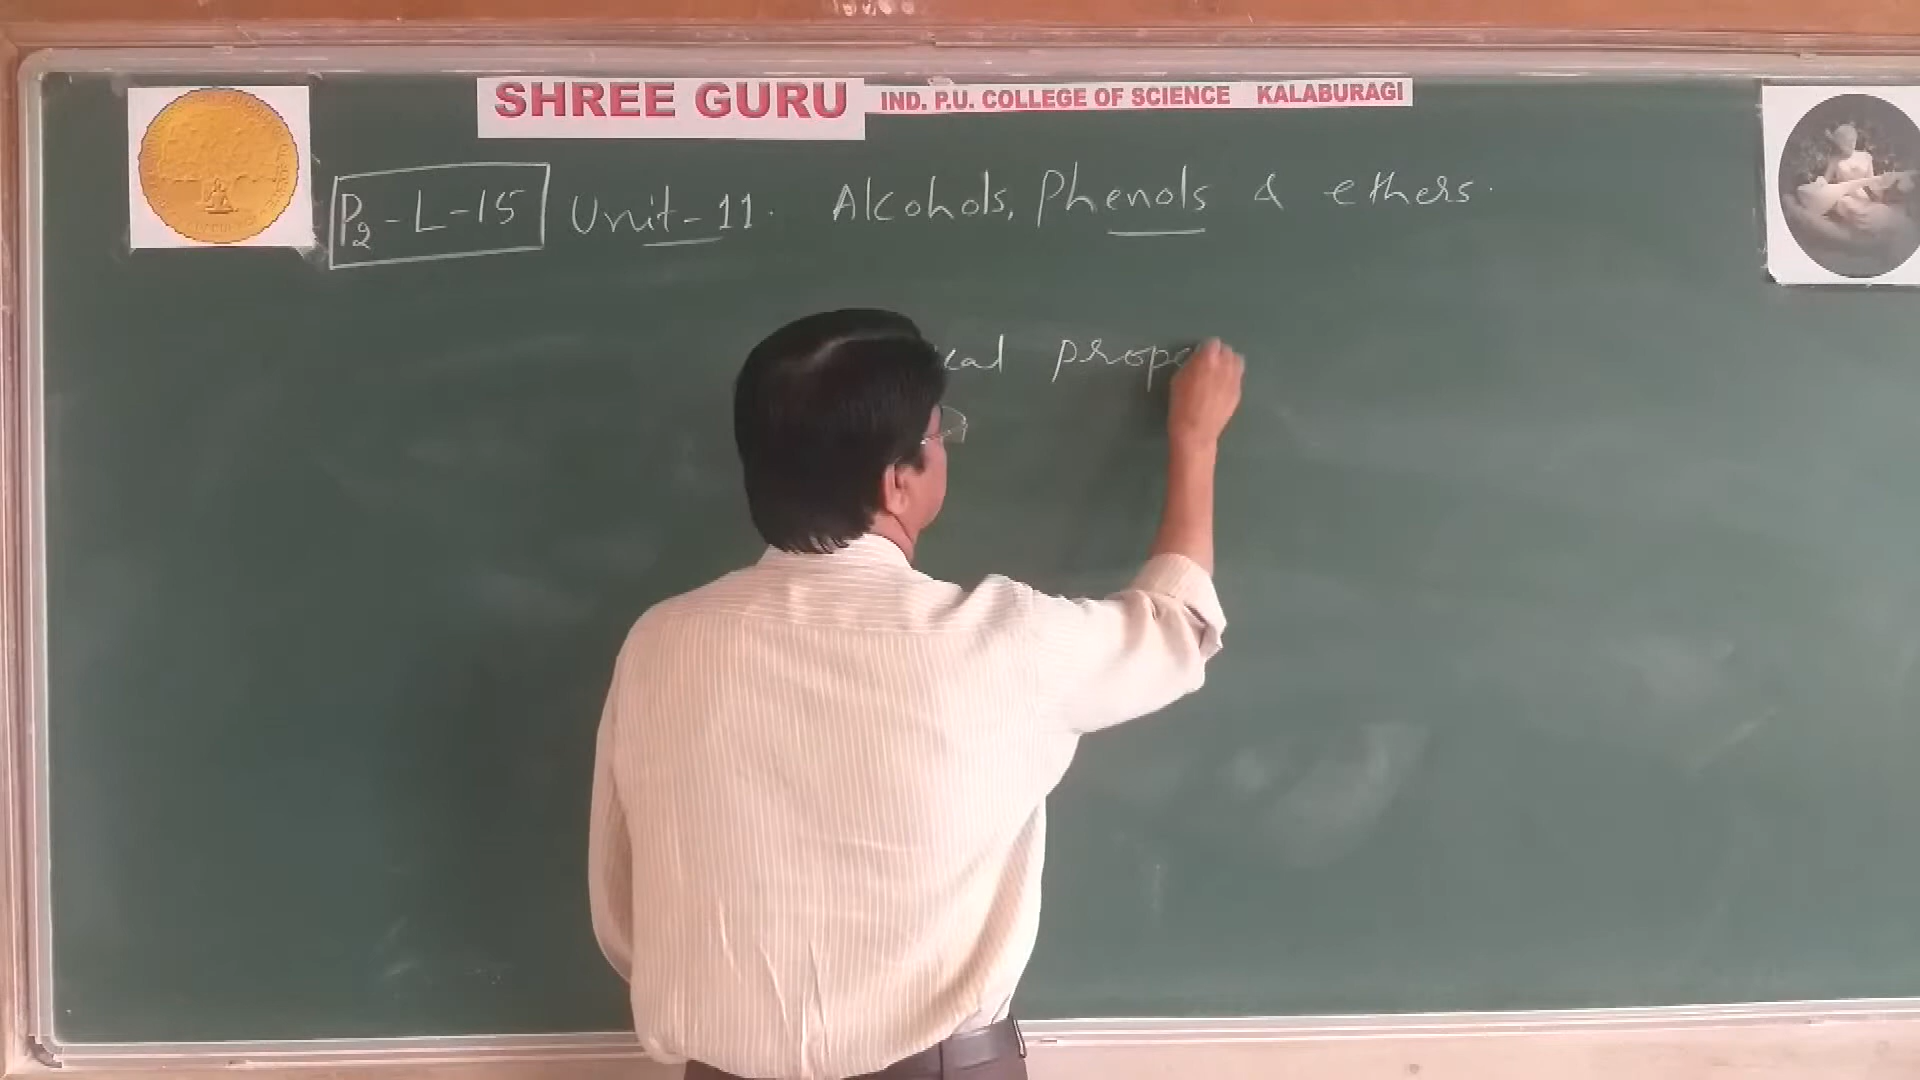 SHREE GURU IND. P.U. COLLEGE OF SCIENCE KALABURAGI
P2-L-15 Unit-11. Alcohols, Phenols & ethers.
cal prope